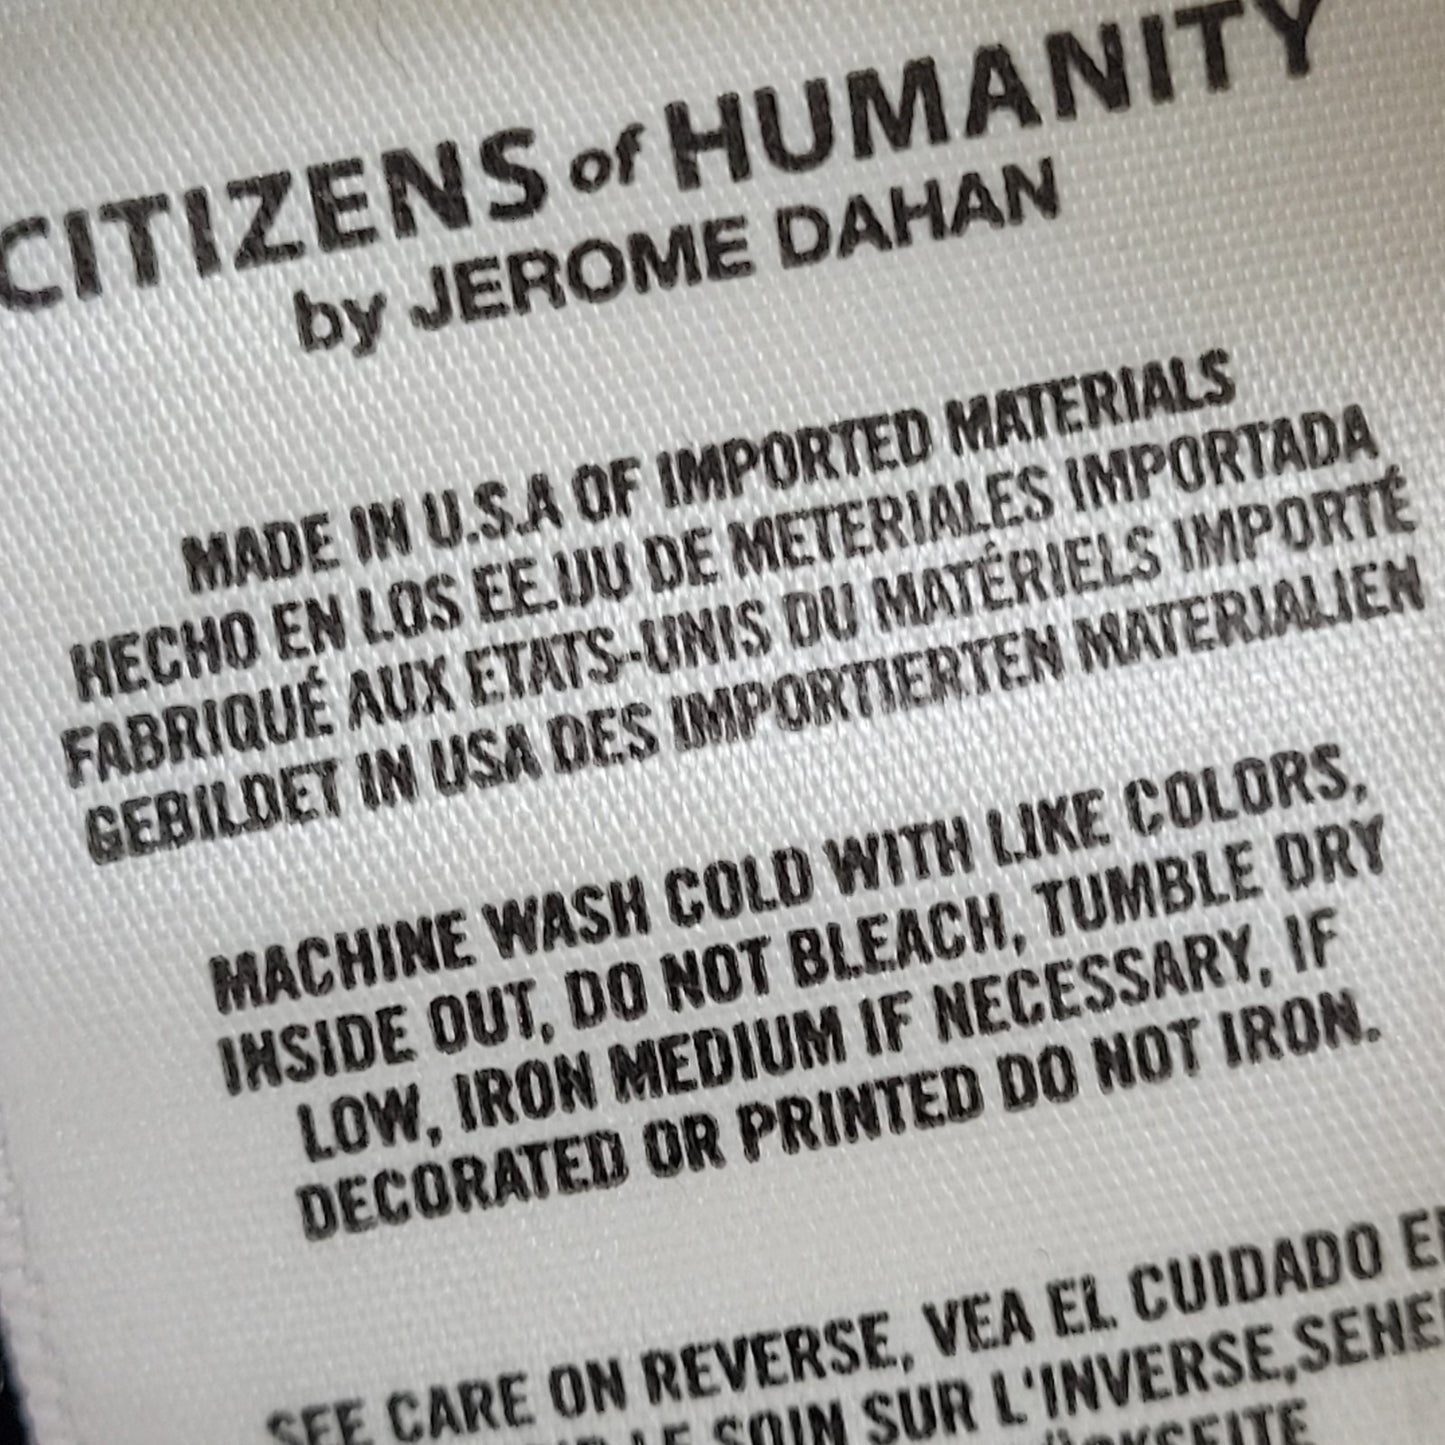 CITIZENS of HUMANITY
by JEROME DAHAN
MADE IN U.S.A OF IMPORTED MATERIALS
HECHO EN LOS EE.UU DE METERIALES IMPORTADA
FABRIQUÉ AUX ETATS-UNIS DU MATÉRIELS IMPORTÉ
GEBILDET IN USA DES IMPORTIERTEN MATERIALIEN
MACHINE WASH COLD WITH LIKE COLORS,
INSIDE OUT, DO NOT BLEACH, TUMBLE DRY
LOW, IRON MEDIUM IF NECESSARY, IF
DECORATED OR PRINTED DO NOT IRON.
SEE CARE ON REVERSE, VEA EL CUIDADO
LE SOIN SUR L'INVERSE,